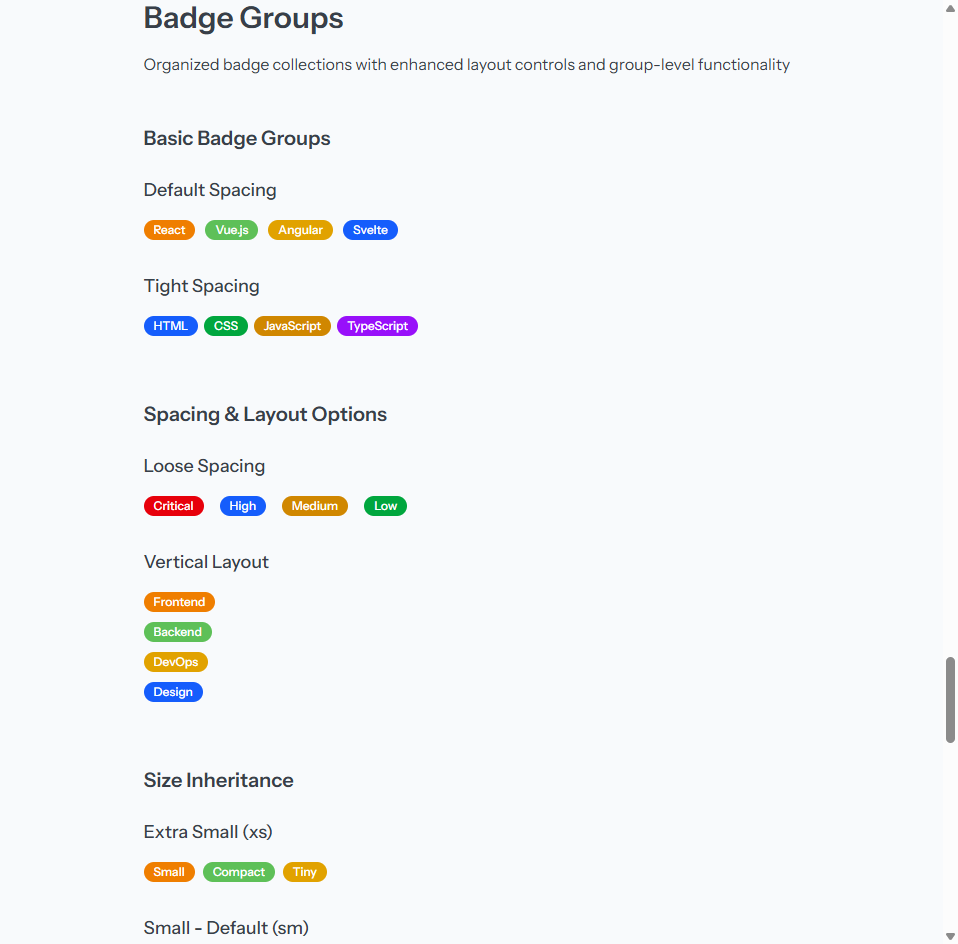 Badge Groups
Organized badge collections with enhanced layout controls and group-level functionality
Basic Badge Groups
Default Spacing
React Vue.js Angular Svelte
Tight Spacing
HTML CSS JavaScript TypeScript
Spacing & Layout Options
Loose Spacing
Critical High Medium Low
Vertical Layout
Frontend
Backend
DevOps
Design
Size Inheritance
Extra Small (xs)
Small Compact Tiny
Small - Default (sm)